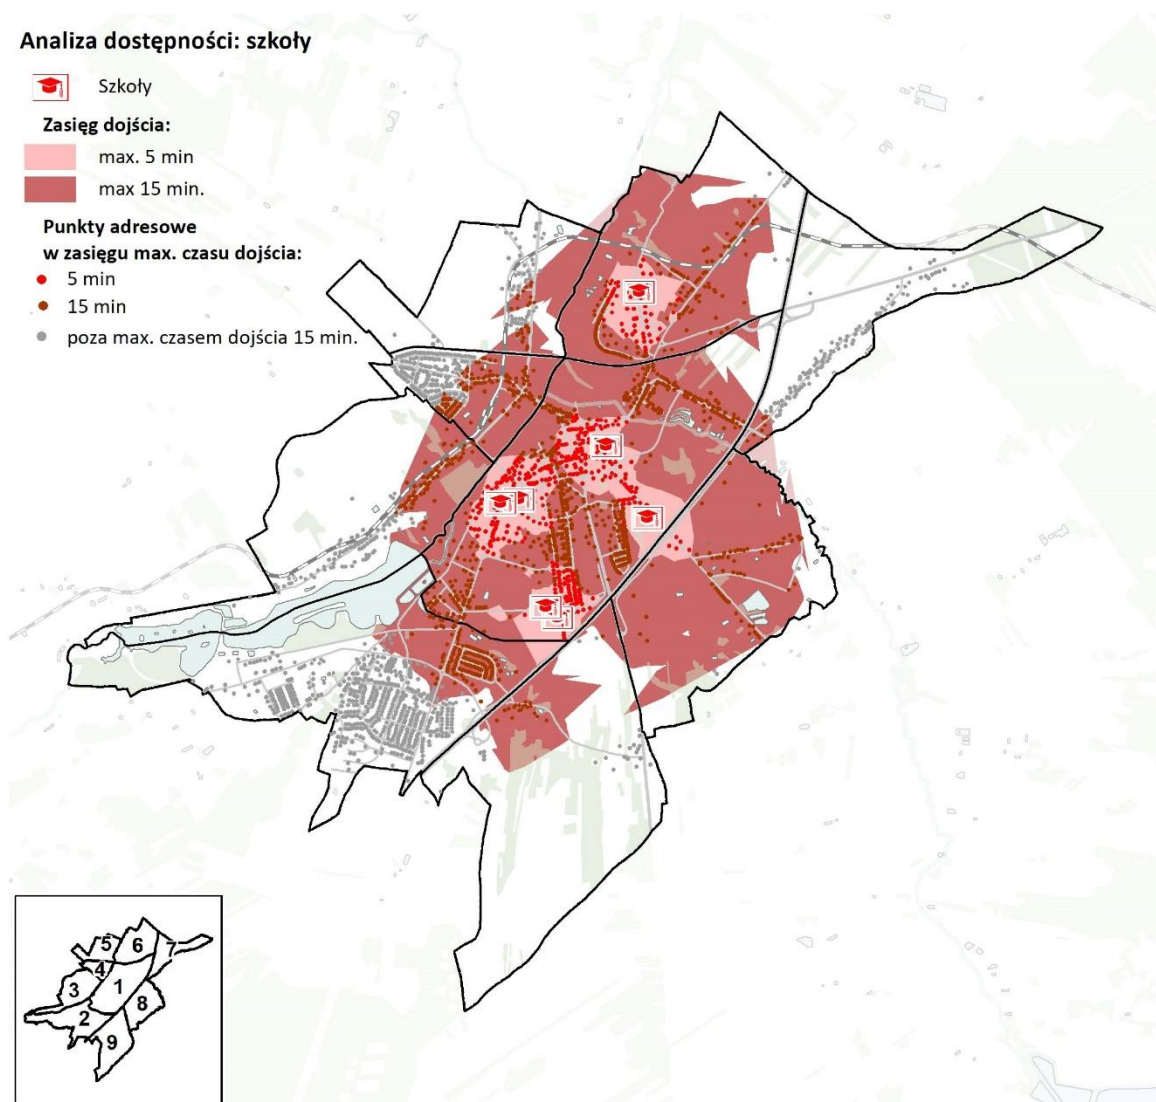 Analiza dostępności: szkoły
Szkoły
Zasięg dojścia:
max. 5 min
max 15 min.
Punkty adresowe
w zasięgu max. czasu dojścia:
5 min
15 min
poza max. czasem dojścia 15 min.
5
6
7
4
3
1
8
2
9